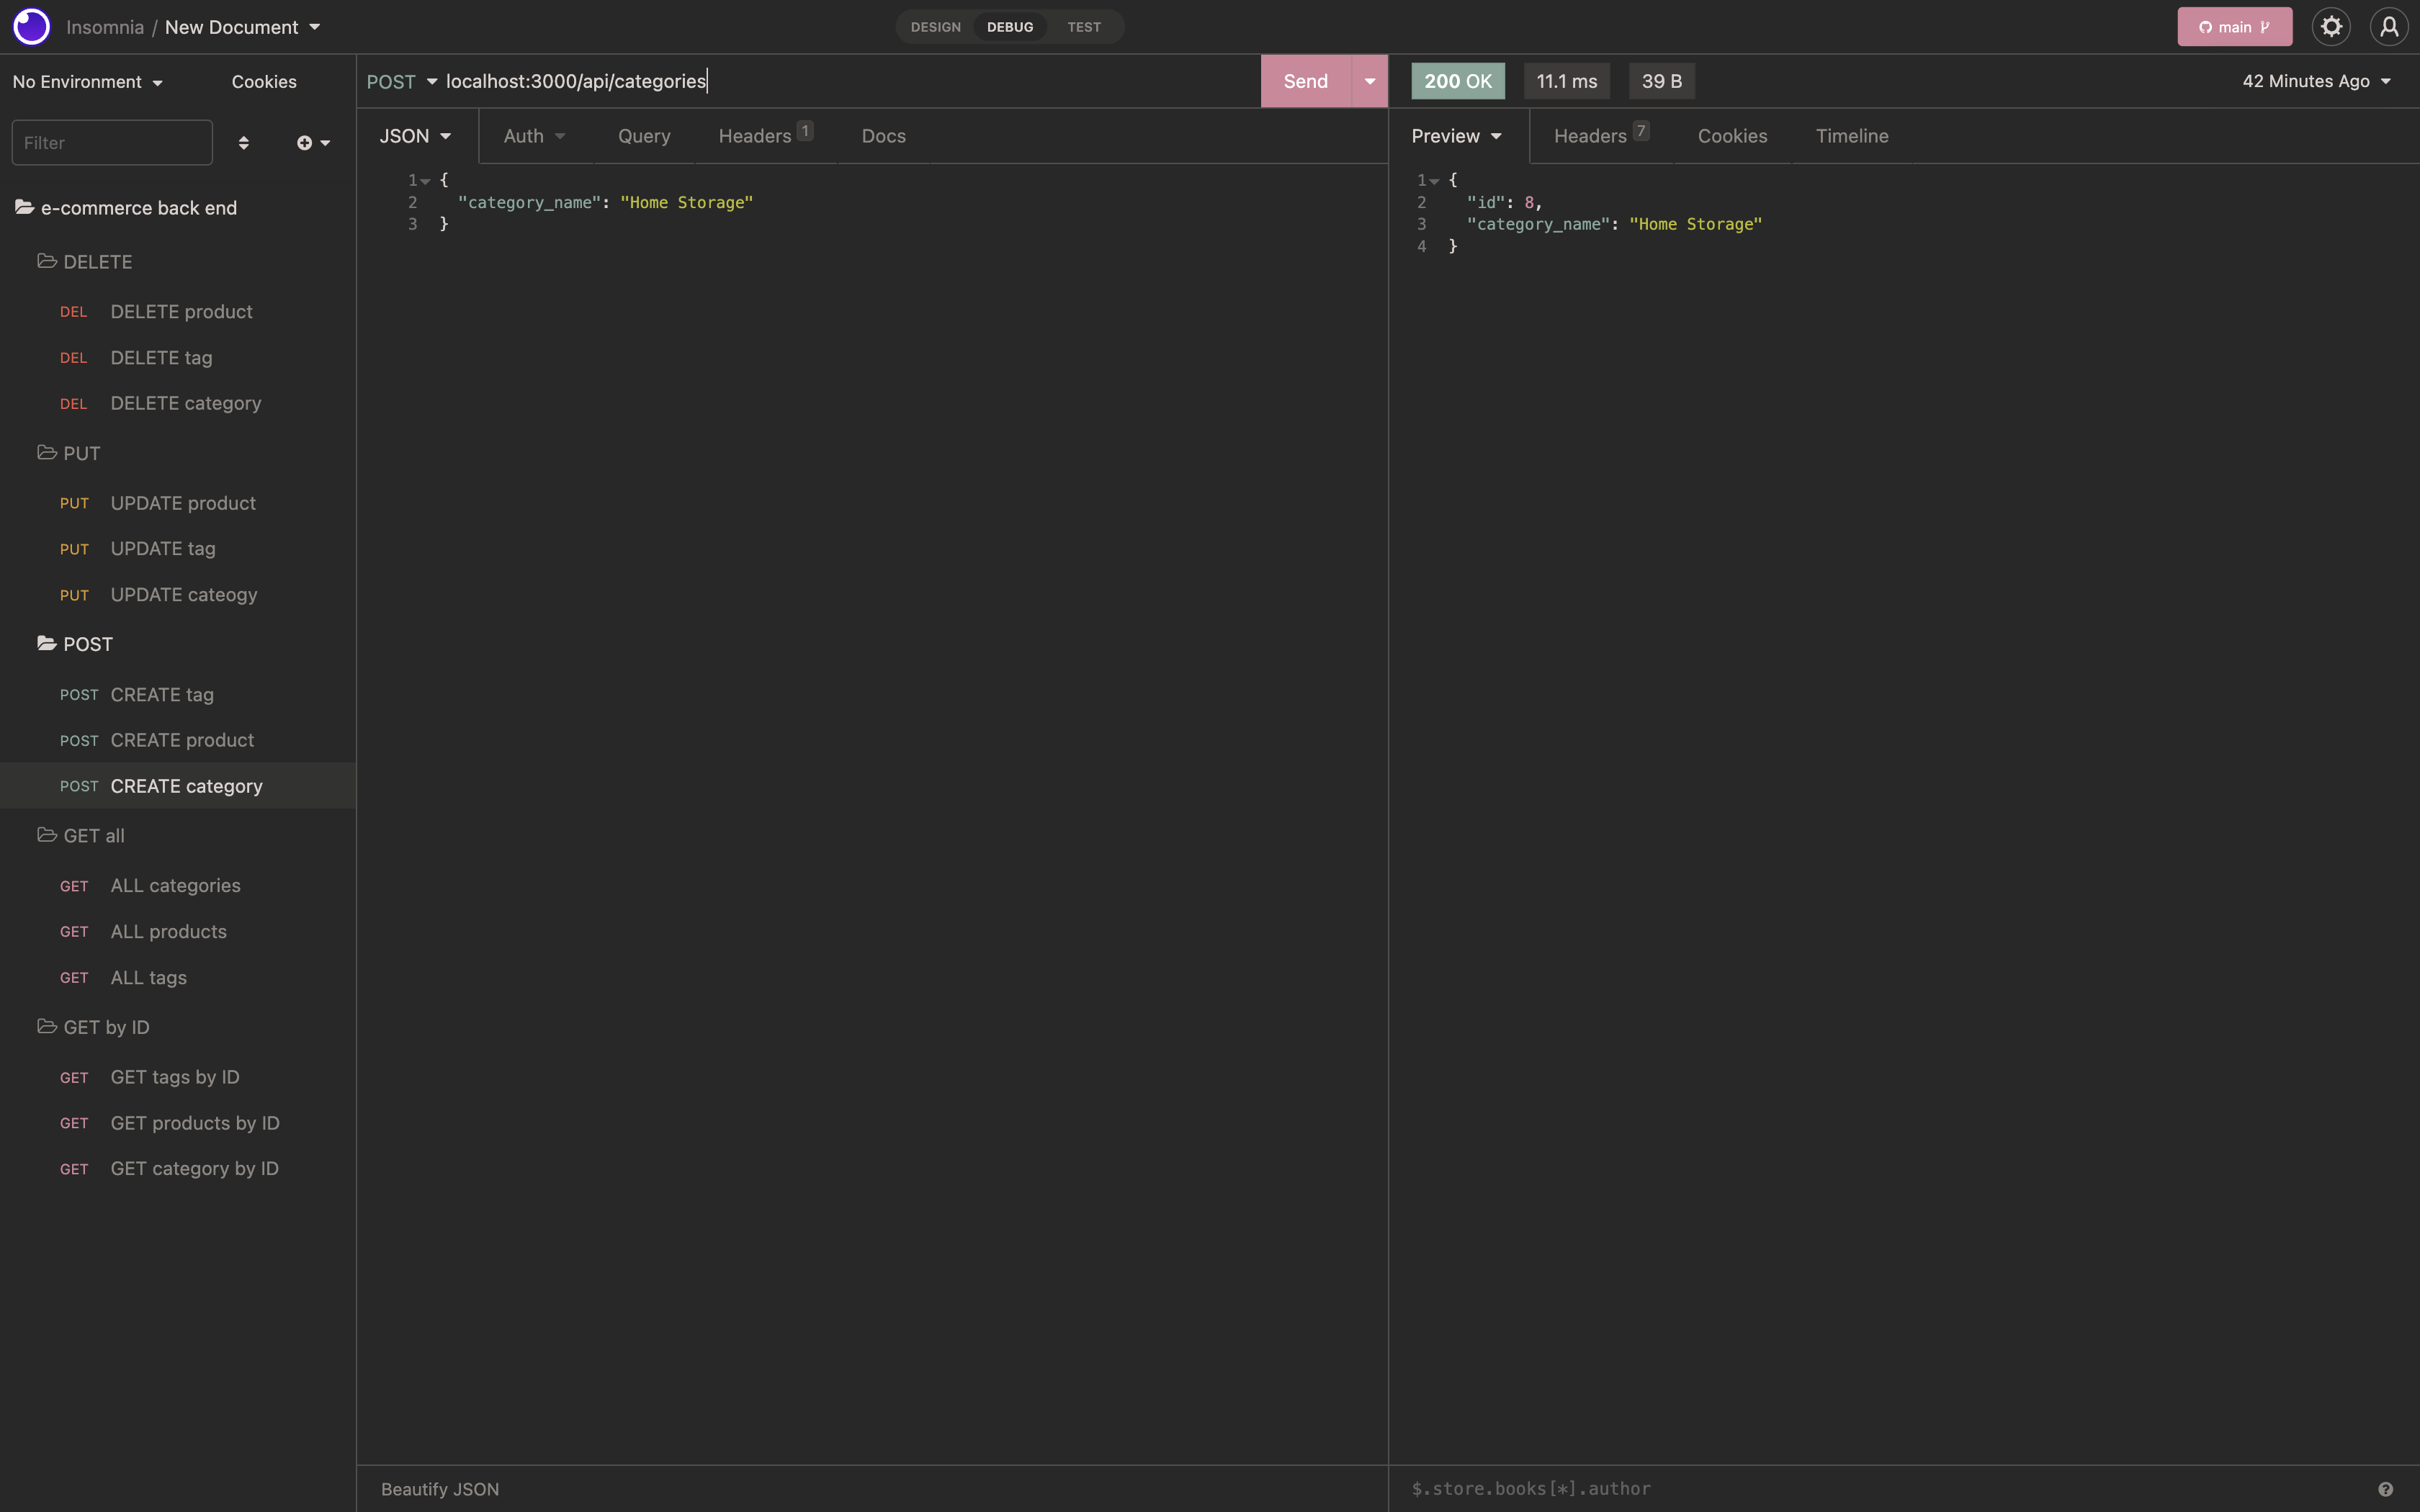 Insomnia / New Document
DESIGN DEBUG TEST
main
No Environment
Cookies
POST localhost:3000/api/categories
Send
200 OK
11.1 ms
39 B
42 Minutes Ago
Filter
JSON
Auth
Query
Headers 1
Docs
Preview
Headers 7
Cookies
Timeline
e-commerce back end
DELETE
DEL DELETE product
DEL DELETE tag
DEL DELETE category
PUT
PUT UPDATE product
PUT UPDATE tag
PUT UPDATE cateogy
POST
POST CREATE tag
POST CREATE product
POST CREATE category
GET all
GET ALL categories
GET ALL products
GET ALL tags
GET by ID
GET GET tags by ID
GET GET products by ID
GET GET category by ID
1 {
2 "category_name": "Home Storage"
3 }
1 {
2 "id": 8,
3 "category_name": "Home Storage"
4 }
Beautify JSON
$.store.books[*].author
?